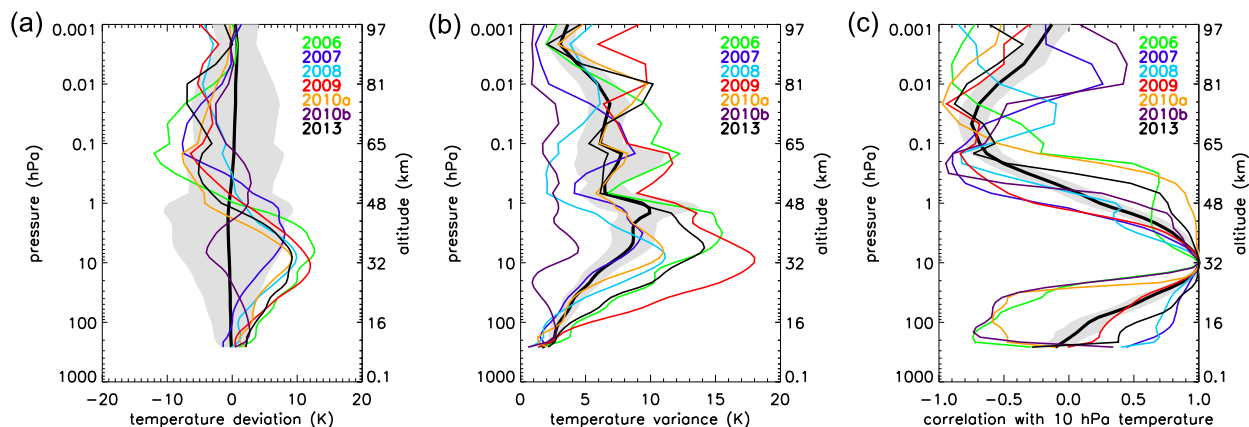 (a)
0.001
0.01
0.1
1
10
100
1000
pressure (hPa)
-20 -10 0 10 20
temperature deviation (K)
97
81
65
48
32
16
0.1
altitude (km)
2006
2007
2008
2009
2010a
2010b
2013
(b)
0.001
0.01
0.1
1
10
100
1000
pressure (hPa)
0 5 10 15 20
temperature variance (K)
97
81
65
48
32
16
0.1
altitude (km)
2006
2007
2008
2009
2010a
2010b
2013
(c)
0.001
0.01
0.1
1
10
100
1000
pressure (hPa)
-1.0 -0.5 0.0 0.5 1.0
correlation with 10 hPa temperature
97
81
65
48
32
16
0.1
altitude (km)
2006
2007
2008
2009
2010a
2010b
2013